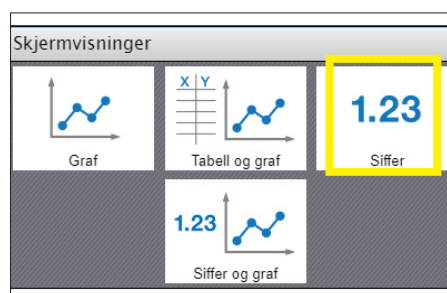 Skjermvisninger
Graf
X Y
Tabell og graf
1.23
Siffer
1.23
Siffer og graf